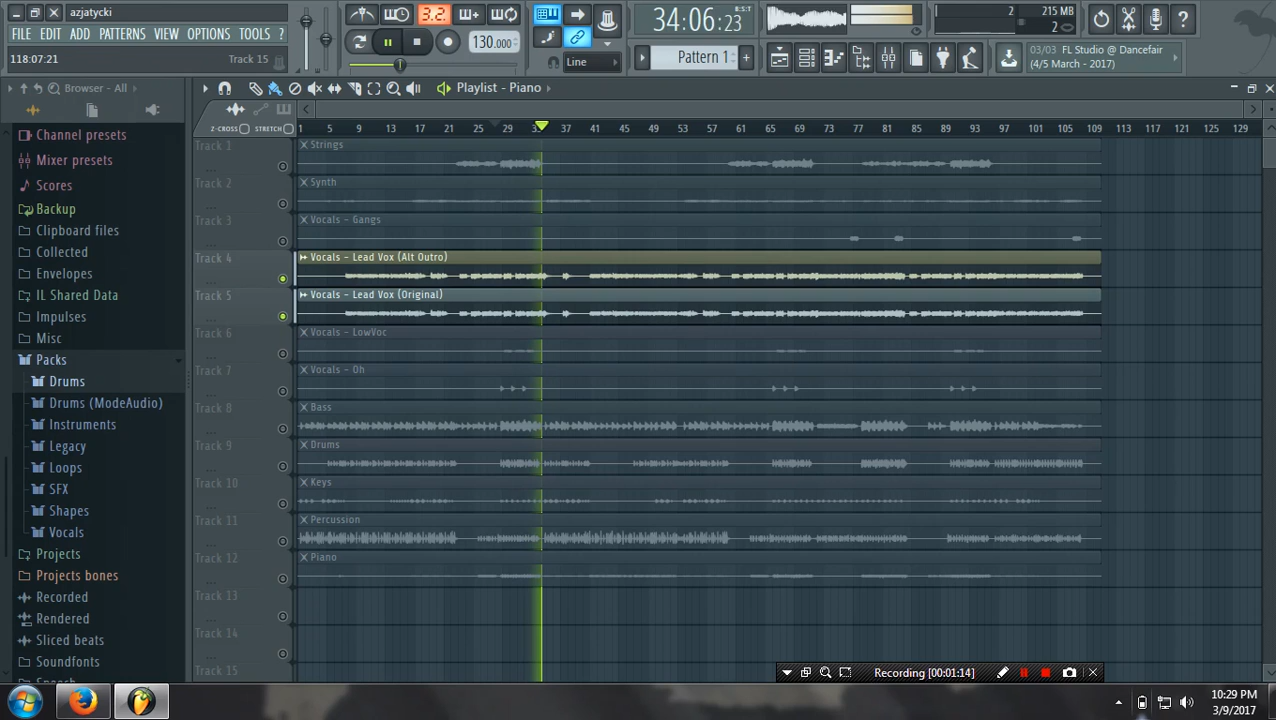 azjatycki
FILE EDIT ADD PATTERNS VIEW OPTIONS TOOLS ?
118:07:21 Track 15
3.2.
130.000
34:06:23
B:S:T
Line
Pattern 1
2 215 MB
2
03/03 FL Studio @ Dancefair
(4/5 March - 2017)
Browser - All
Playlist - Piano
Z-CROSS STRETCH
1 5 9 13 17 21 25 29 3 37 41 45 49 53 57 61 65 69 73 77 81 85 89 93 97 101 105 109 113 117 121 125 129
Channel presets
Mixer presets
Scores
Backup
Clipboard files
Collected
Envelopes
IL Shared Data
Impulses
Misc
Packs
Drums
Drums (ModeAudio)
Instruments
Legacy
Loops
SFX
Shapes
Vocals
Projects
Projects bones
Recorded
Rendered
Sliced beats
Soundfonts
Speech
Track 1 Strings
Track 2 Synth
Track 3 Vocals - Gangs
Track 4 Vocals - Lead Vox (Alt Outro)
Track 5 Vocals - Lead Vox (Original)
Track 6 Vocals - LowVoc
Track 7 Vocals - Oh
Track 8 Bass
Track 9 Drums
Track 10 Keys
Track 11 Percussion
Track 12 Piano
Track 13
Track 14
Track 15
Recording [00:01:14]
10:29 PM
3/9/2017